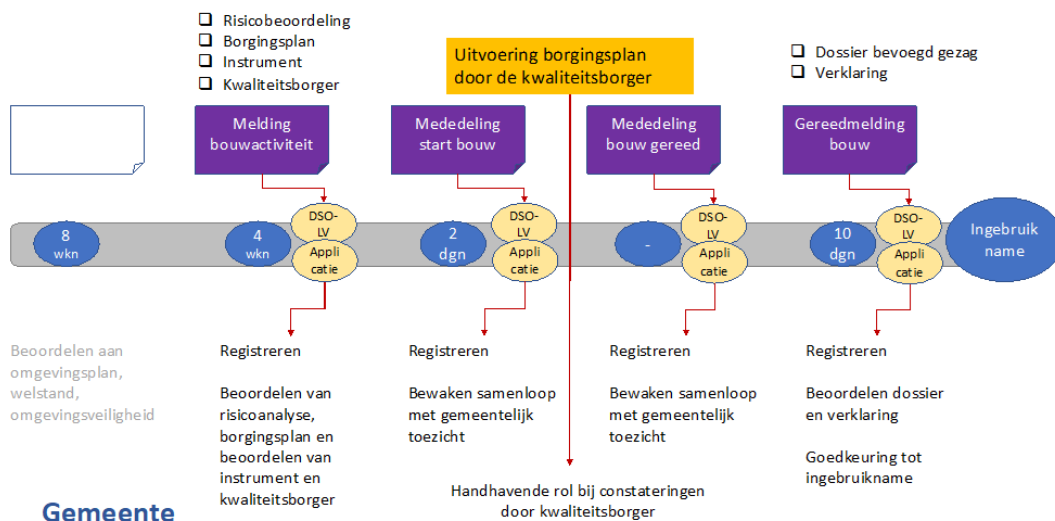 Risicobeoordeling
Borgingsplan
Instrument
Kwaliteitsborger
Uitvoering borgingsplan
door de kwaliteitsborger
Dossier bevoegd gezag
Verklaring
Melding
bouwactiviteit
Mededeling
start bouw
Mededeling
bouw gereed
Gereedmelding
bouw
8
wkn
4
wkn
DSO-
LV
Appli
catie
2
dgn
DSO-
LV
Appli
catie
-
DSO-
LV
Appli
catie
10
dgn
DSO-
LV
Appli
catie
Ingebruik
name
Beoordelen aan
omgevingsplan,
welstand,
omgevingsveiligheid
Registreren
Beoordelen van
risicoanalyse,
borgingsplan en
beoordelen van
instrument en
kwaliteitsborger
Registreren
Bewaken samenloop
met gemeentelijk
toezicht
Registreren
Bewaken samenloop
met gemeentelijk
toezicht
Registreren
Beoordelen dossier
en verklaring
Goedkeuring tot
ingebruikname
Handhavende rol bij constateringen
door kwaliteitsborger
Gemeente